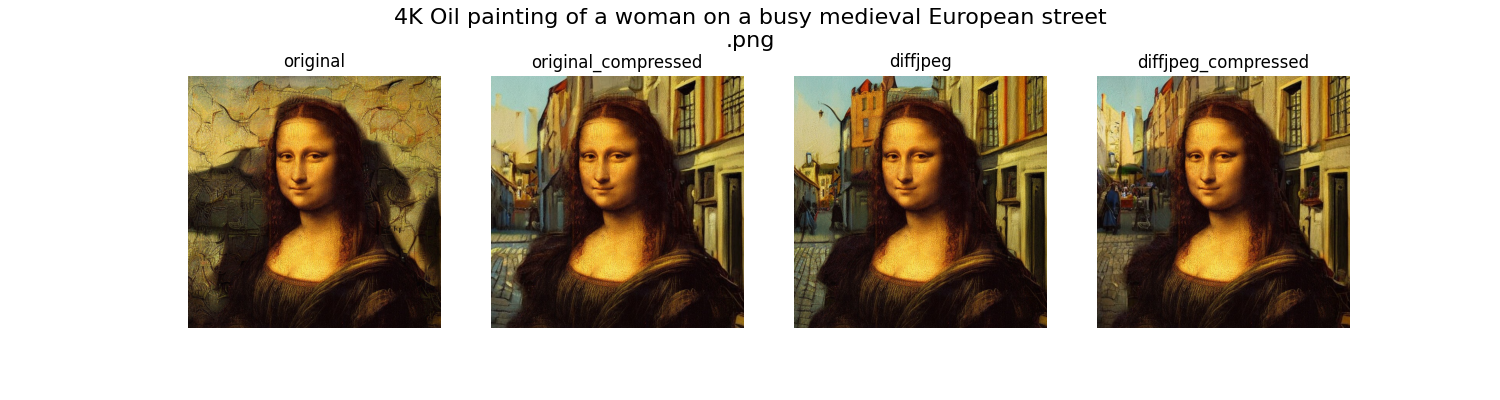 4K Oil painting of a woman on a busy medieval European street
.png
original
original_compressed
diffjpeg
diffjpeg_compressed